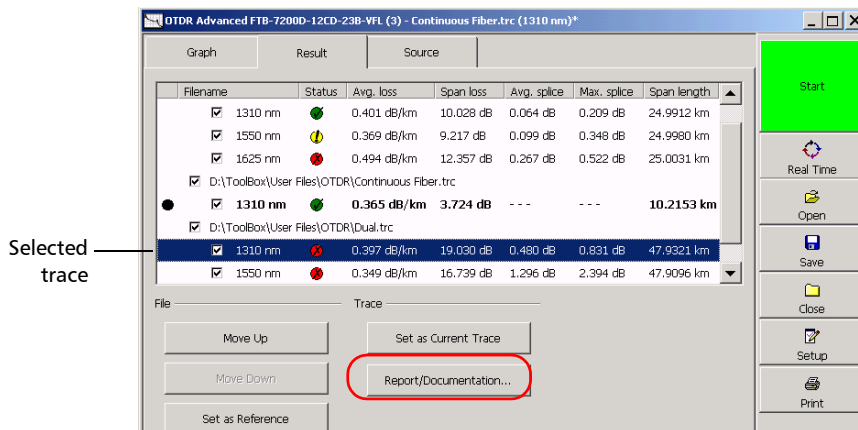 OTDR Advanced FTB-7200D-12CD-23B-VFL (3) - Continuous Fiber.trc (1310 nm)*
Graph Result Source
Filename Status Avg. loss Span loss Avg. splice Max. splice Span length
1310 nm 0.401 dB/km 10.028 dB 0.064 dB 0.209 dB 24.9912 km
1550 nm 0.369 dB/km 9.217 dB 0.099 dB 0.348 dB 24.9980 km
1625 nm 0.494 dB/km 12.357 dB 0.267 dB 0.522 dB 25.0031 km
D:\ToolBox\User Files\OTDR\Continuous Fiber.trc
1310 nm 0.365 dB/km 3.724 dB --- --- 10.2153 km
D:\ToolBox\User Files\OTDR\Dual.trc
1310 nm 0.397 dB/km 19.030 dB 0.480 dB 0.831 dB 47.9321 km
1550 nm 0.349 dB/km 16.739 dB 1.296 dB 2.394 dB 47.9096 km
Selected
trace
File Trace
Move Up Set as Current Trace
Move Down Report/Documentation...
Set as Reference
Start
Real Time
Open
Save
Close
Setup
Print